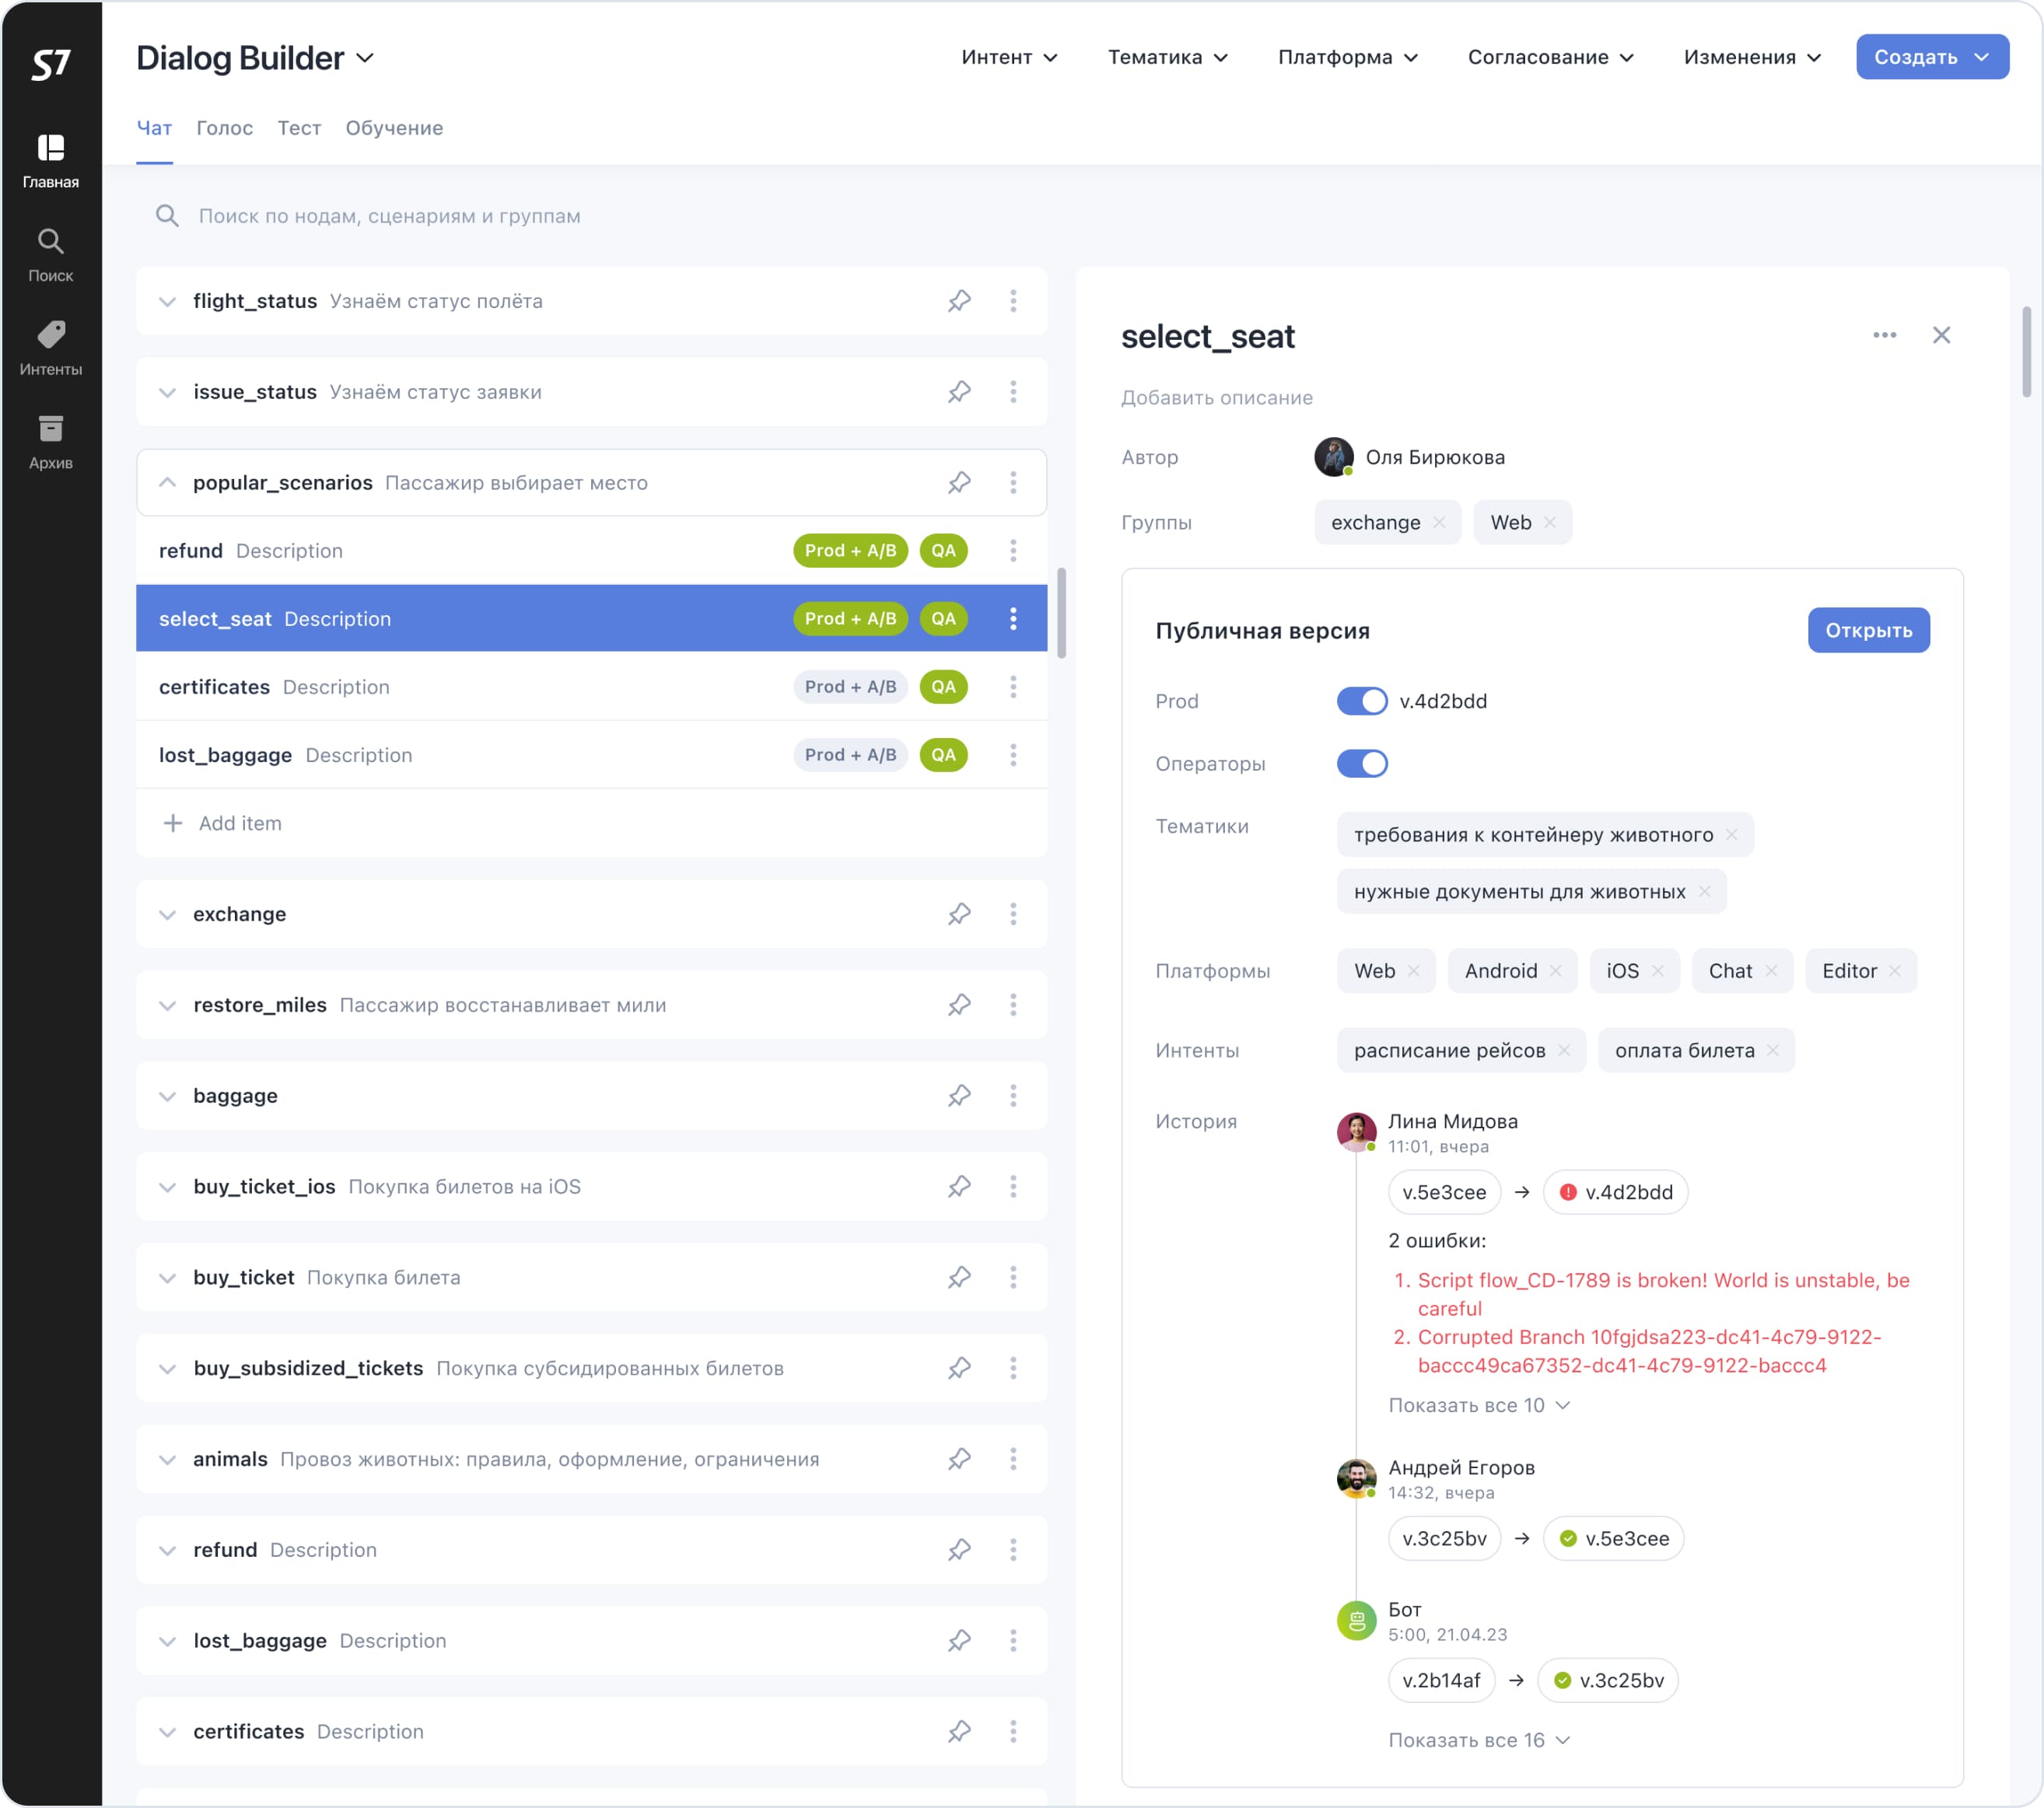 S7
Главная
Поиск
Интенты
Архив
Dialog Builder
Интент
Тематика
Платформа
Согласование
Изменения
Создать
Чат
Голос
Тест
Обучение
Поиск по нодам, сценариям и группам
flight_status Узнаём статус полёта
issue_status Узнаём статус заявки
popular_scenarios Пассажир выбирает место
refund Description Prod + A/B QA
select_seat Description Prod + A/B QA
certificates Description Prod + A/B QA
lost_baggage Description Prod + A/B QA
Add item
exchange
restore_miles Пассажир восстанавливает мили
baggage
buy_ticket_ios Покупка билетов на iOS
buy_ticket Покупка билета
buy_subsidized_tickets Покупка субсидированных билетов
animals Провоз животных: правила, оформление, ограничения
refund Description
lost_baggage Description
certificates Description
select_seat
Добавить описание
Автор Оля Бирюкова
Группы exchange Web
Публичная версия Открыть
Prod v.4d2bdd
Операторы
Тематики требования к контейнеру животного
нужные документы для животных
Платформы Web Android iOS Chat Editor
Интенты расписание рейсов оплата билета
История Лина Мидова
11:01, вчера
v.5e3cee → v.4d2bdd
2 ошибки:
1. Script flow_CD-1789 is broken! World is unstable, be
careful
2. Corrupted Branch 10fgjdsa223-dc41-4c79-9122-
baccc49ca67352-dc41-4c79-9122-baccc4
Показать все 10
Андрей Егоров
14:32, вчера
v.3c25bv → v.5e3cee
Бот
5:00, 21.04.23
v.2b14af → v.3c25bv
Показать все 16